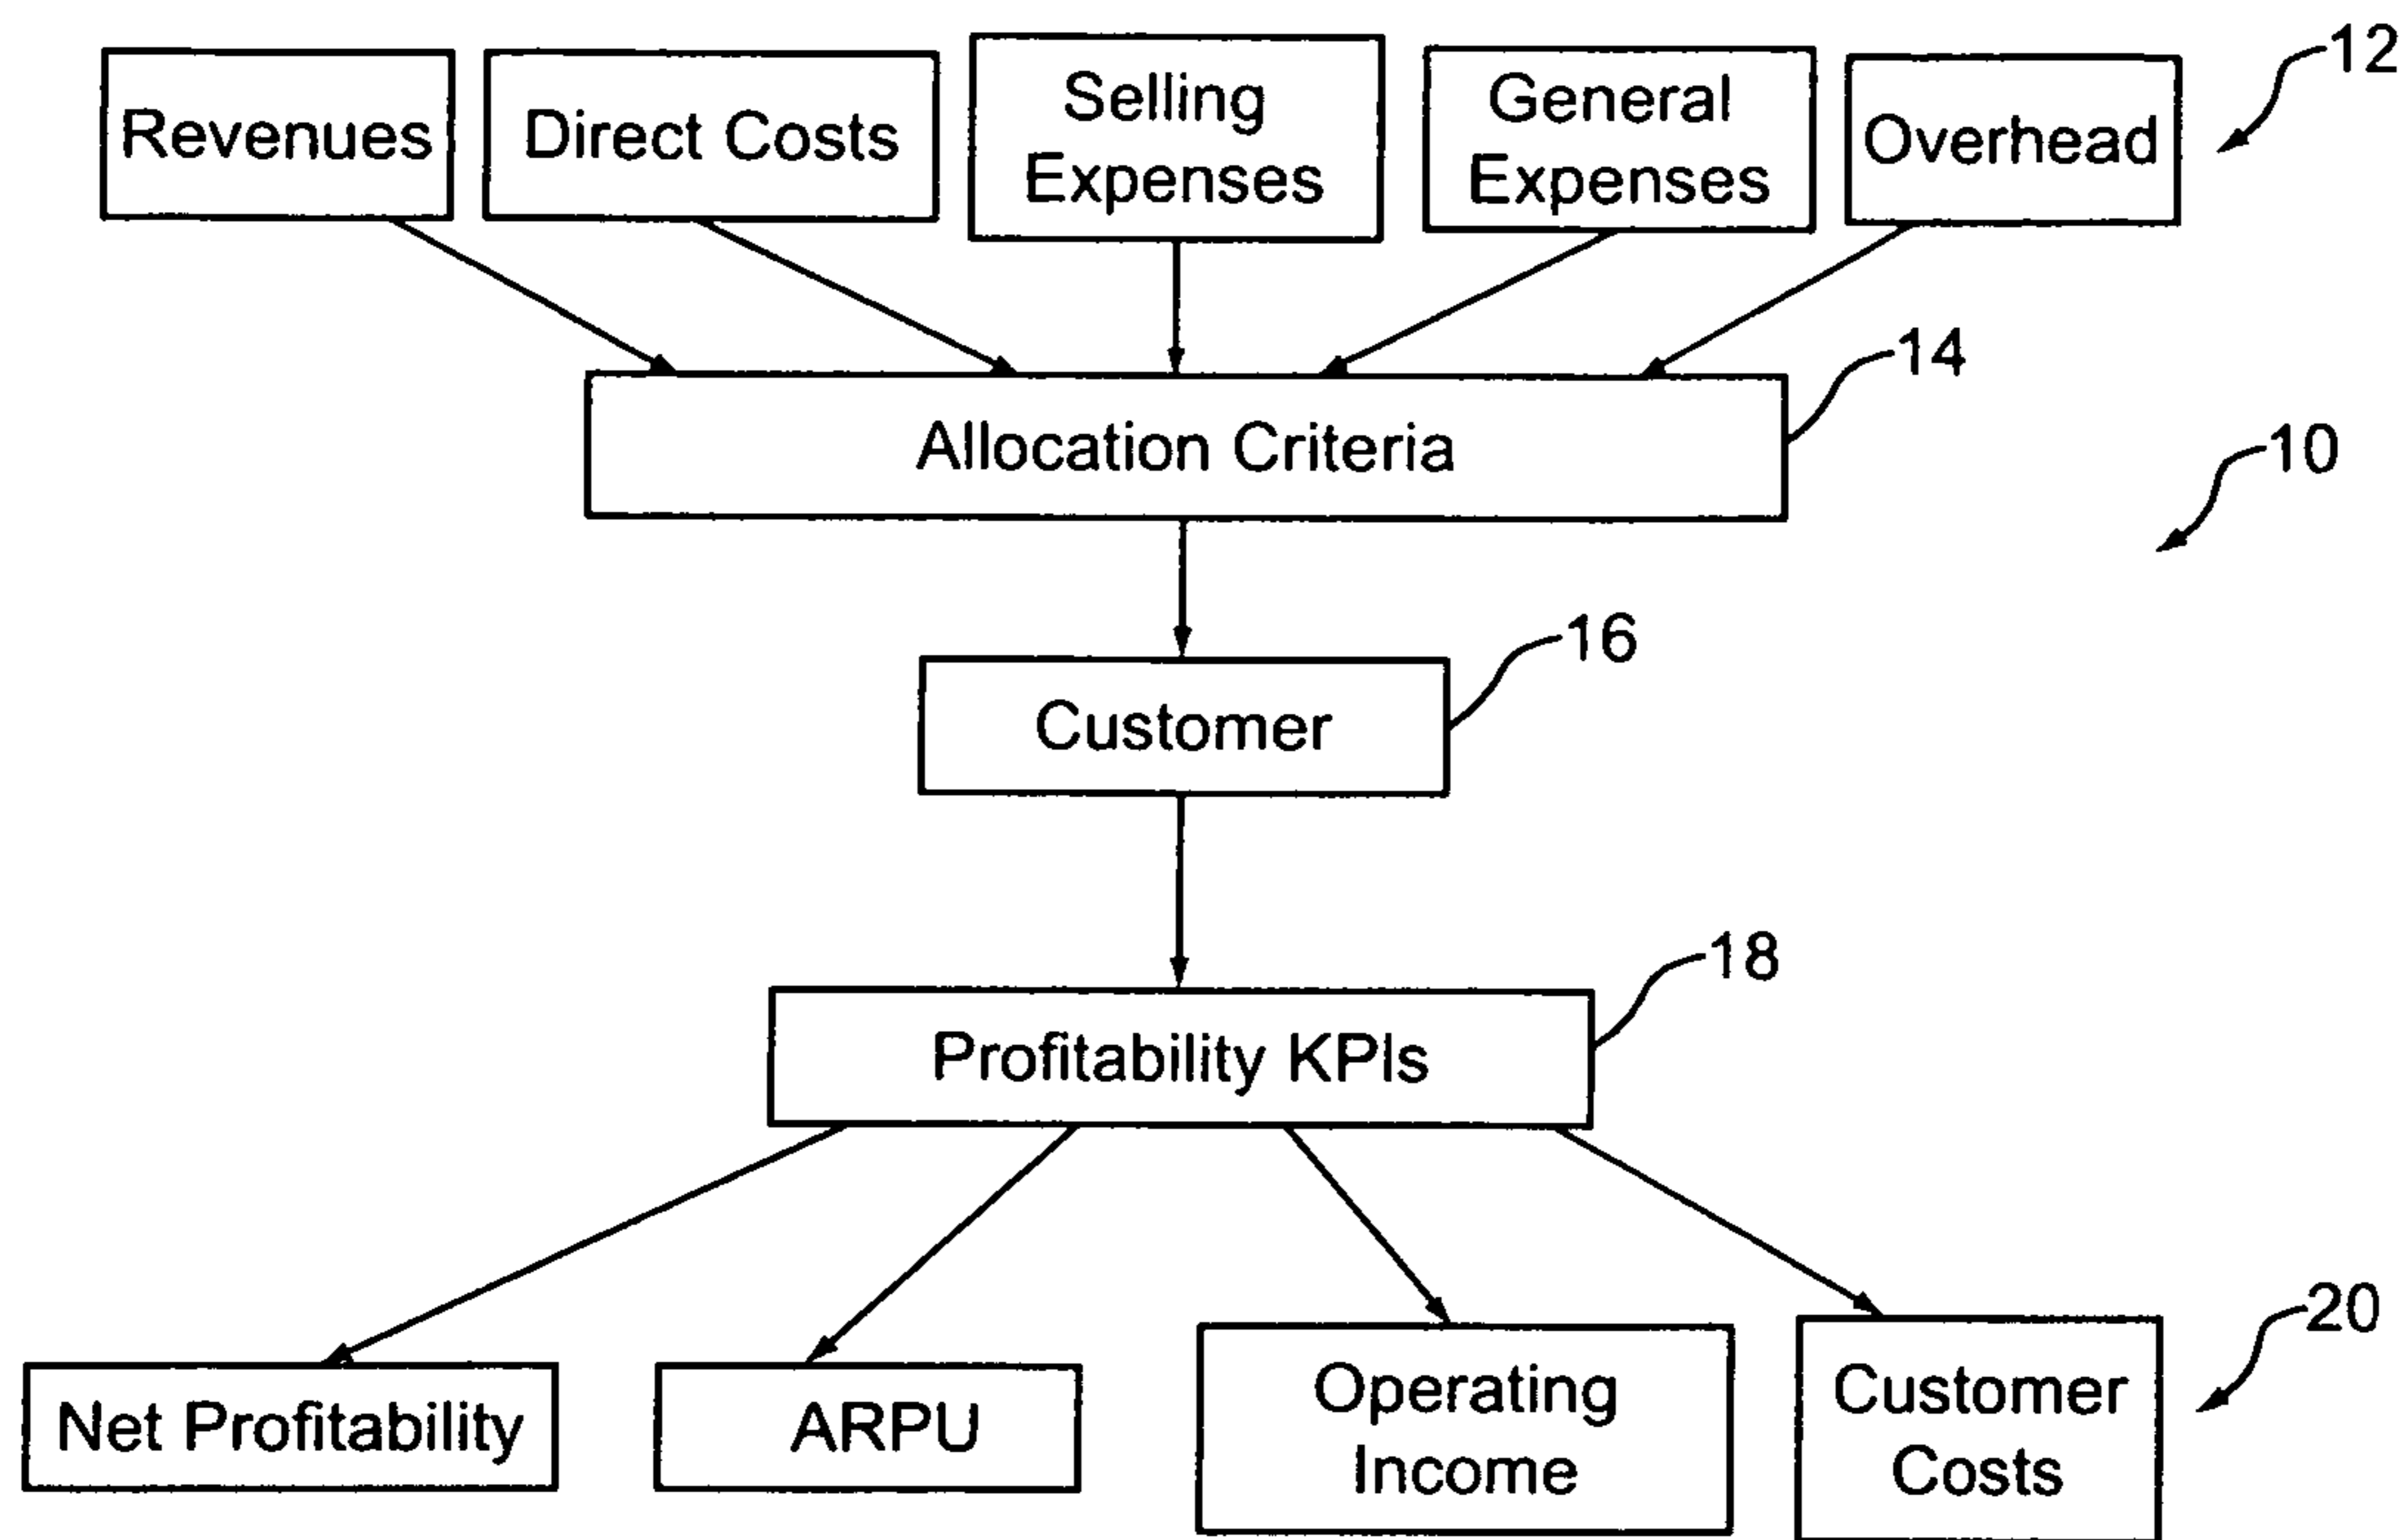 Revenues
Direct Costs
Selling
Expenses
General
Expenses
Overhead
12
Allocation Criteria
14
10
Customer
16
Profitability KPIs
18
Net Profitability
ARPU
Operating
Income
Customer
Costs
20